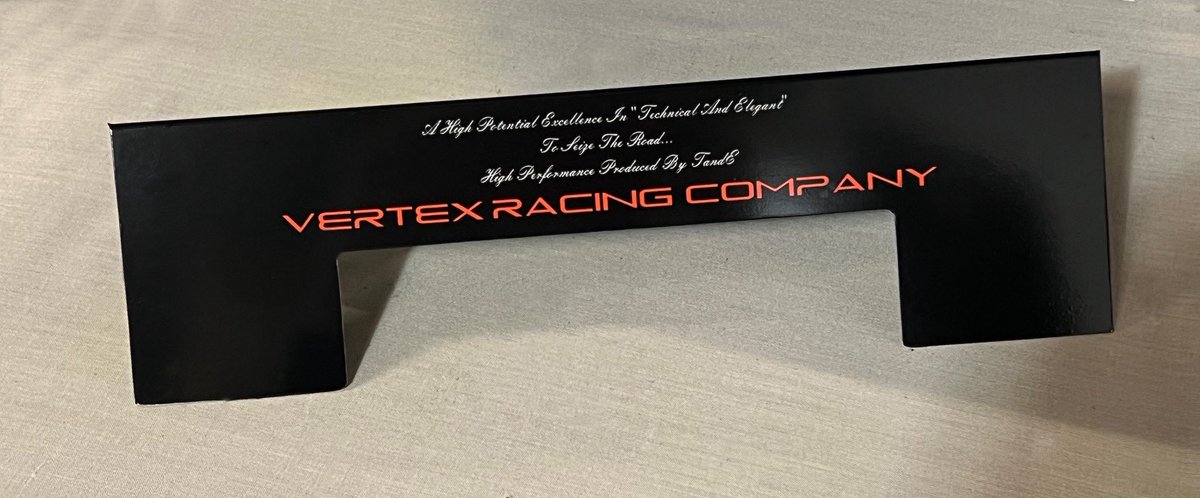 A High Potential Excellence In "Technical And Elegant"
To Seize The Road...
High Performance Produced By TandE
VERTEX RACING COMPANY